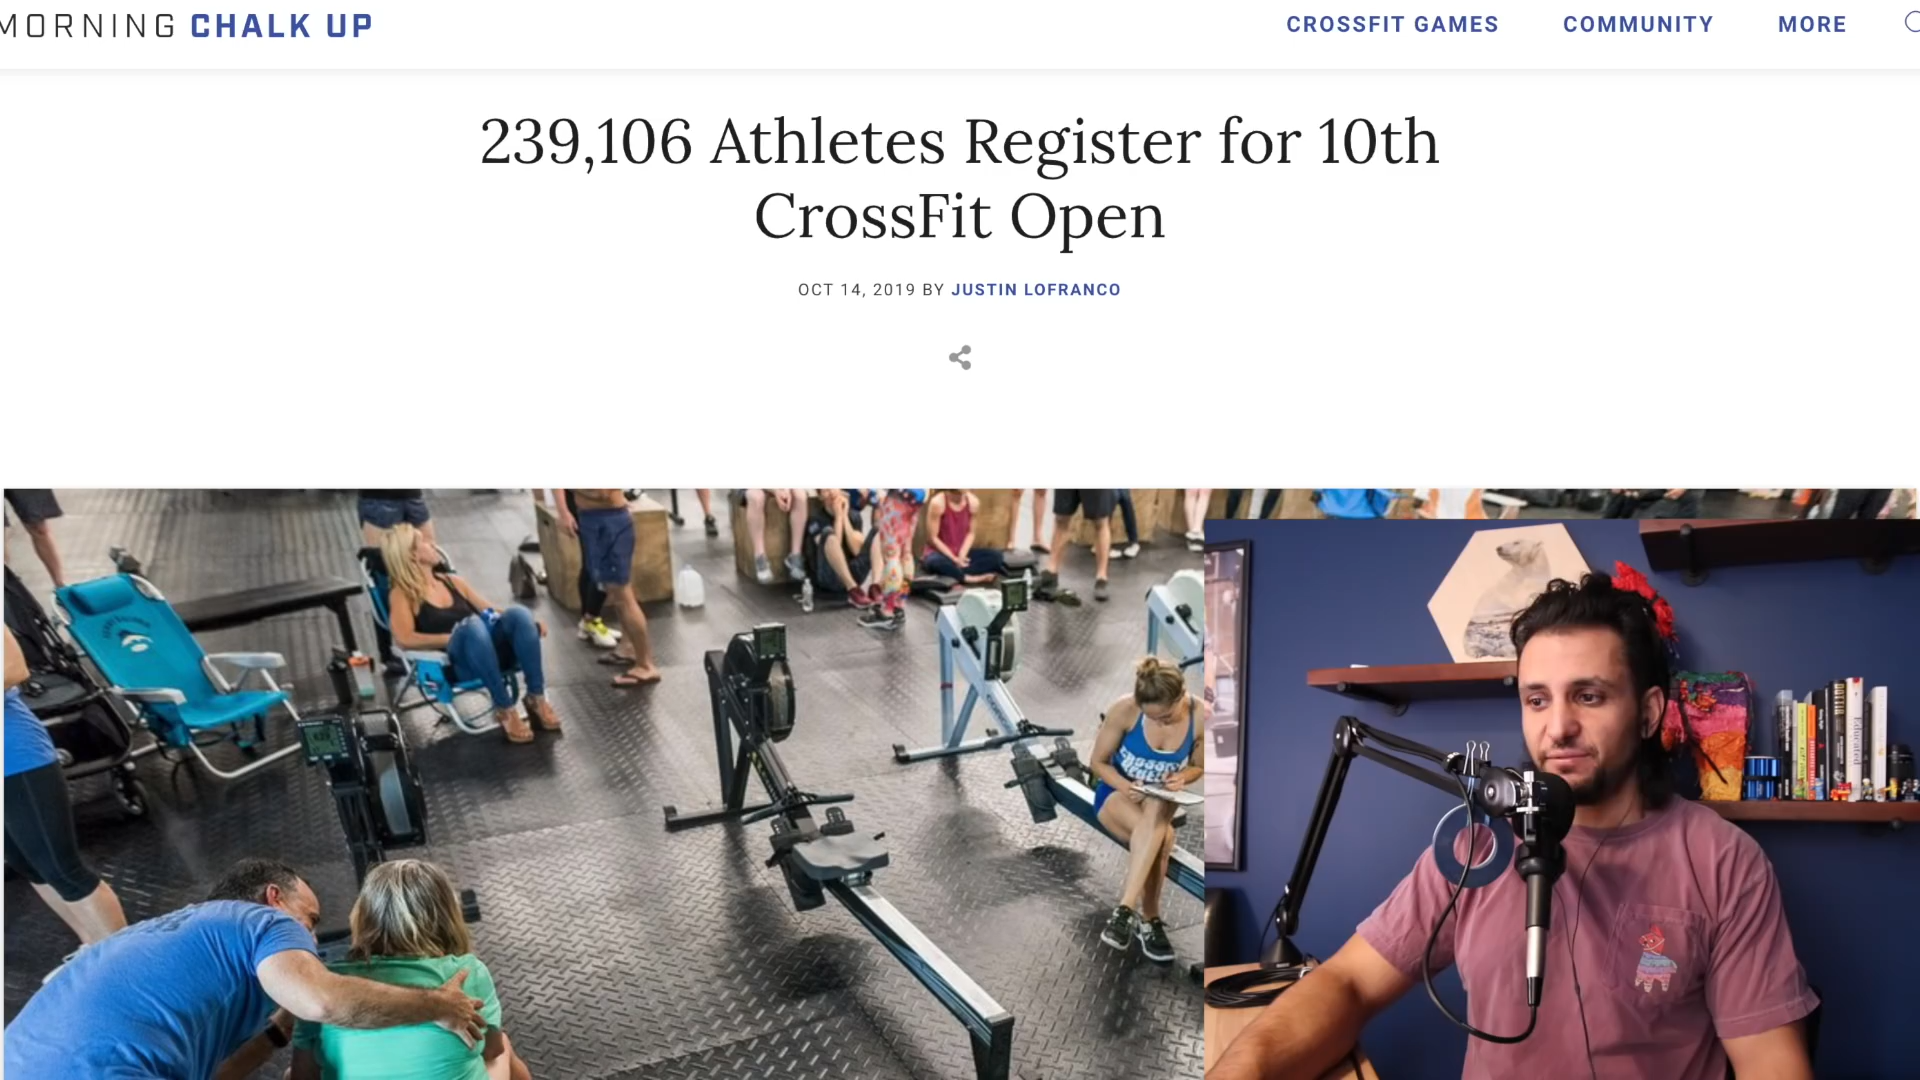 MORNING CHALK UP
CROSSFIT GAMES
COMMUNITY
MORE
239,106 Athletes Register for 10th
CrossFit Open
OCT 14, 2019 BY JUSTIN LOFRANCO
Educated